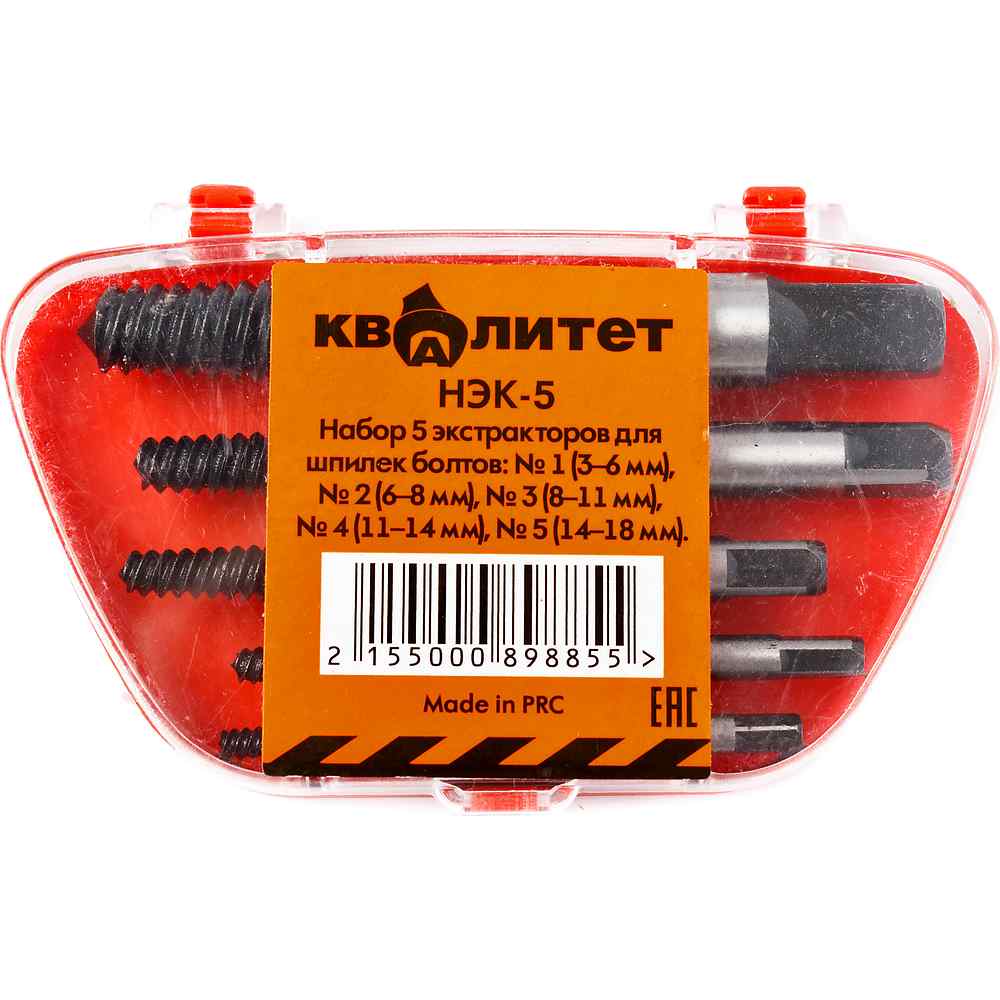 КВАЛИТЕТ
НЭК-5
Набор 5 экстракторов для
шпилек болтов: № 1 (3–6 мм),
№ 2 (6–8 мм), № 3 (8–11 мм),
№ 4 (11–14 мм), № 5 (14–18 мм).
2 155000 898855 >
Made in PRC
EAC